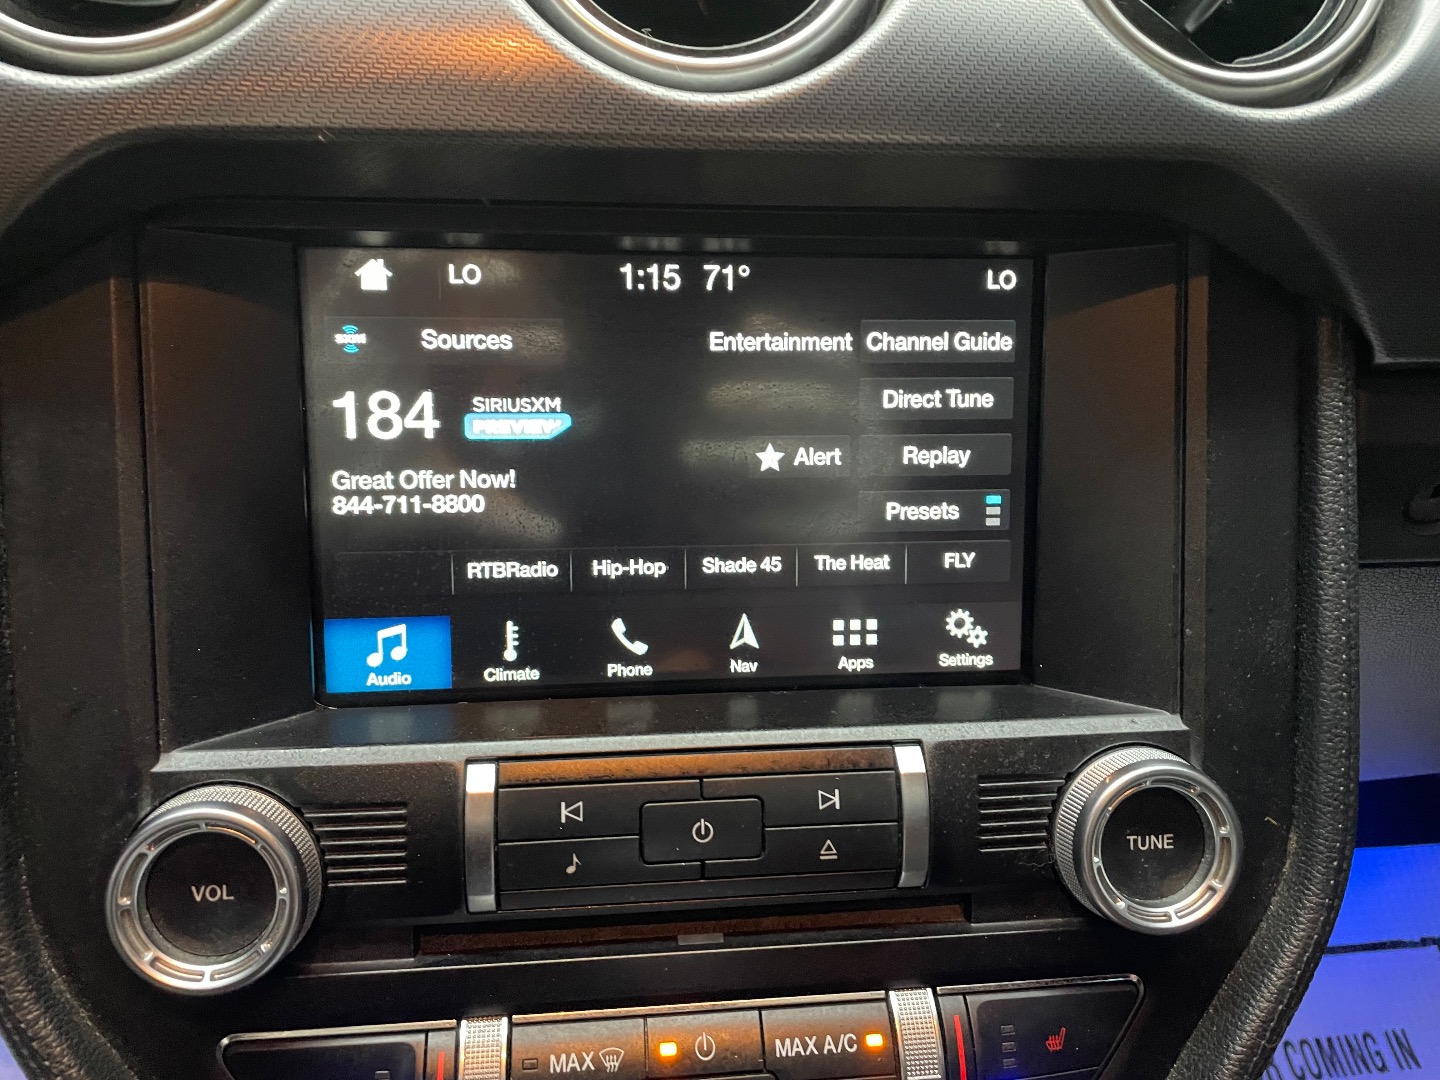 LO 1:15 71° LO
SXM Sources Entertainment Channel Guide
184 SIRIUSXM Direct Tune
PREVIEW
Alert Replay
Great Offer Now!
844-711-8800 Presets
RTBRadio Hip-Hop Shade 45 The Heat FLY
Audio Climate Phone Nav Apps Settings
VOL TUNE
MAX MAX A/C
COMING IN